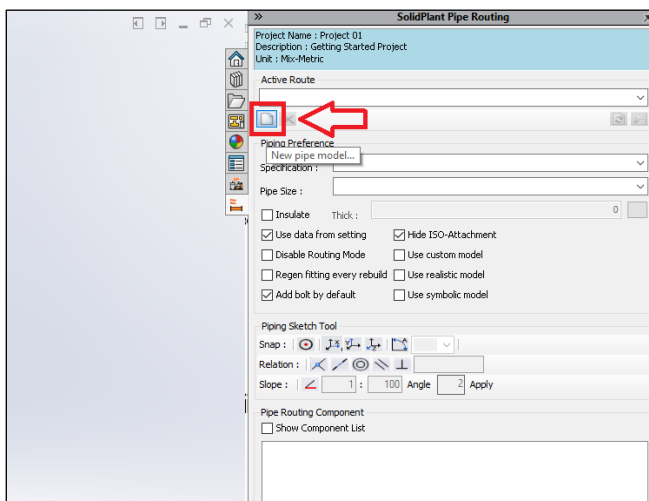 SolidPlant Pipe Routing
Project Name : Project 01
Description : Getting Started Project
Unit : Mix-Metric
Active Route
Piping Preference
New pipe model...
Specification :
Pipe Size :
Insulate Thick : 0
Use data from setting Hide ISO-Attachment
Disable Routing Mode Use custom model
Regen fitting every rebuild Use realistic model
Add bolt by default Use symbolic model
Piping Sketch Tool
Snap :
Relation :
Slope : 1 : 100 Angle 2 Apply
Pipe Routing Component
Show Component List